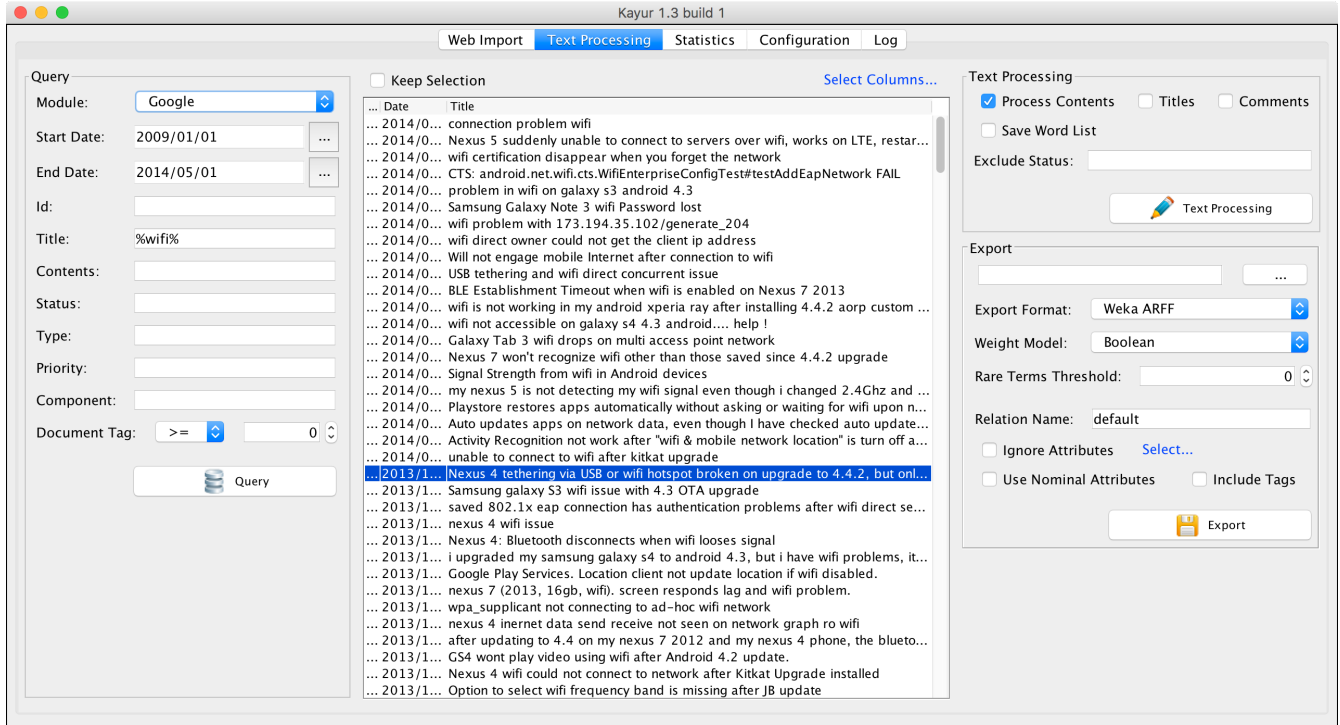 Kayur 1.3 build 1
Web Import Text Processing Statistics Configuration Log
Query
Module: Google
Start Date: 2009/01/01 ...
End Date: 2014/05/01 ...
Id:
Title: %wifi%
Contents:
Status:
Type:
Priority:
Component:
Document Tag: >= 0
Query
Keep Selection Select Columns...
... Date Title
... 2014/0... connection problem wifi
... 2014/0... Nexus 5 suddenly unable to connect to servers over wifi, works on LTE, restar...
... 2014/0... wifi certification disappear when you forget the network
... 2014/0... CTS: android.net.wifi.cts.WifiEnterpriseConfigTest#testAddEapNetwork FAIL
... 2014/0... problem in wifi on galaxy s3 android 4.3
... 2014/0... Samsung Galaxy Note 3 wifi Password lost
... 2014/0... wifi problem with 173.194.35.102/generate_204
... 2014/0... wifi direct owner could not get the client ip address
... 2014/0... Will not engage mobile Internet after connection to wifi
... 2014/0... USB tethering and wifi direct concurrent issue
... 2014/0... BLE Establishment Timeout when wifi is enabled on Nexus 7 2013
... 2014/0... wifi is not working in my android xperia ray after installing 4.4.2 aorp custom ...
... 2014/0... wifi not accessible on galaxy s4 4.3 android.... help !
... 2014/0... Galaxy Tab 3 wifi drops on multi access point network
... 2014/0... Nexus 7 won't recognize wifi other than those saved since 4.4.2 upgrade
... 2014/0... Signal Strength from wifi in Android devices
... 2014/0... my nexus 5 is not detecting my wifi signal even though i changed 2.4Ghz and ...
... 2014/0... Playstore restores apps automatically without asking or waiting for wifi upon n...
... 2014/0... Auto updates apps on network data, even though I have checked auto update...
... 2014/0... Activity Recognition not work after "wifi & mobile network location" is turn off a...
... 2014/0... unable to connect to wifi after kitkat upgrade
... 2013/1... Nexus 4 tethering via USB or wifi hotspot broken on upgrade to 4.4.2, but onl...
... 2013/1... Samsung galaxy S3 wifi issue with 4.3 OTA upgrade
... 2013/1... saved 802.1x eap connection has authentication problems after wifi direct se...
... 2013/1... nexus 4 wifi issue
... 2013/1... Nexus 4: Bluetooth disconnects when wifi looses signal
... 2013/1... i upgraded my samsung galaxy s4 to android 4.3, but i have wifi problems, it...
... 2013/1... Google Play Services. Location client not update location if wifi disabled.
... 2013/1... nexus 7 (2013, 16gb, wifi). screen responds lag and wifi problem.
... 2013/1... wpa_supplicant not connecting to ad-hoc wifi network
... 2013/1... nexus 4 inernet data send receive not seen on network graph ro wifi
... 2013/1... after updating to 4.4 on my nexus 7 2012 and my nexus 4 phone, the blueto...
... 2013/1... GS4 wont play video using wifi after Android 4.2 update.
... 2013/1... Nexus 4 wifi could not connect to network after Kitkat Upgrade installed
... 2013/1... Option to select wifi frequency band is missing after JB update
Text Processing
Process Contents Titles Comments
Save Word List
Exclude Status:
Text Processing
Export
...
Export Format: Weka ARFF
Weight Model: Boolean
Rare Terms Threshold: 0
Relation Name: default
Ignore Attributes Select...
Use Nominal Attributes Include Tags
Export